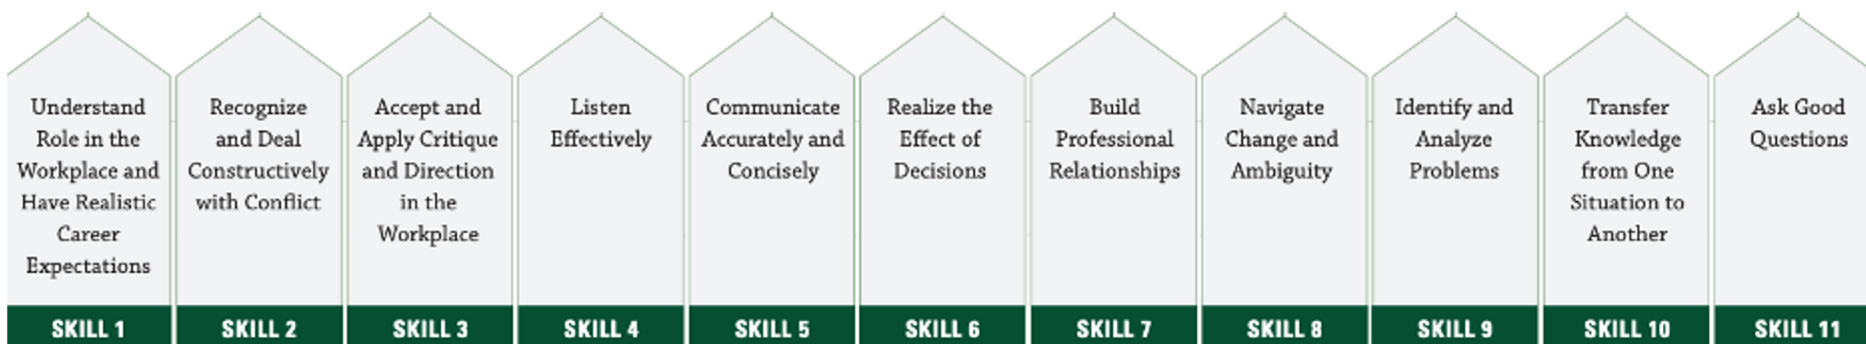 Understand
Role in the
Workplace and
Have Realistic
Career
Expectations
SKILL 1
Recognize
and Deal
Constructively
with Conflict
SKILL 2
Accept and
Apply Critique
and Direction
in the
Workplace
SKILL 3
Listen
Effectively
SKILL 4
Communicate
Accurately and
Concisely
SKILL 5
Realize the
Effect of
Decisions
SKILL 6
Build
Professional
Relationships
SKILL 7
Navigate
Change and
Ambiguity
SKILL 8
Identify and
Analyze
Problems
SKILL 9
Transfer
Knowledge
from One
Situation to
Another
SKILL 10
Ask Good
Questions
SKILL 11